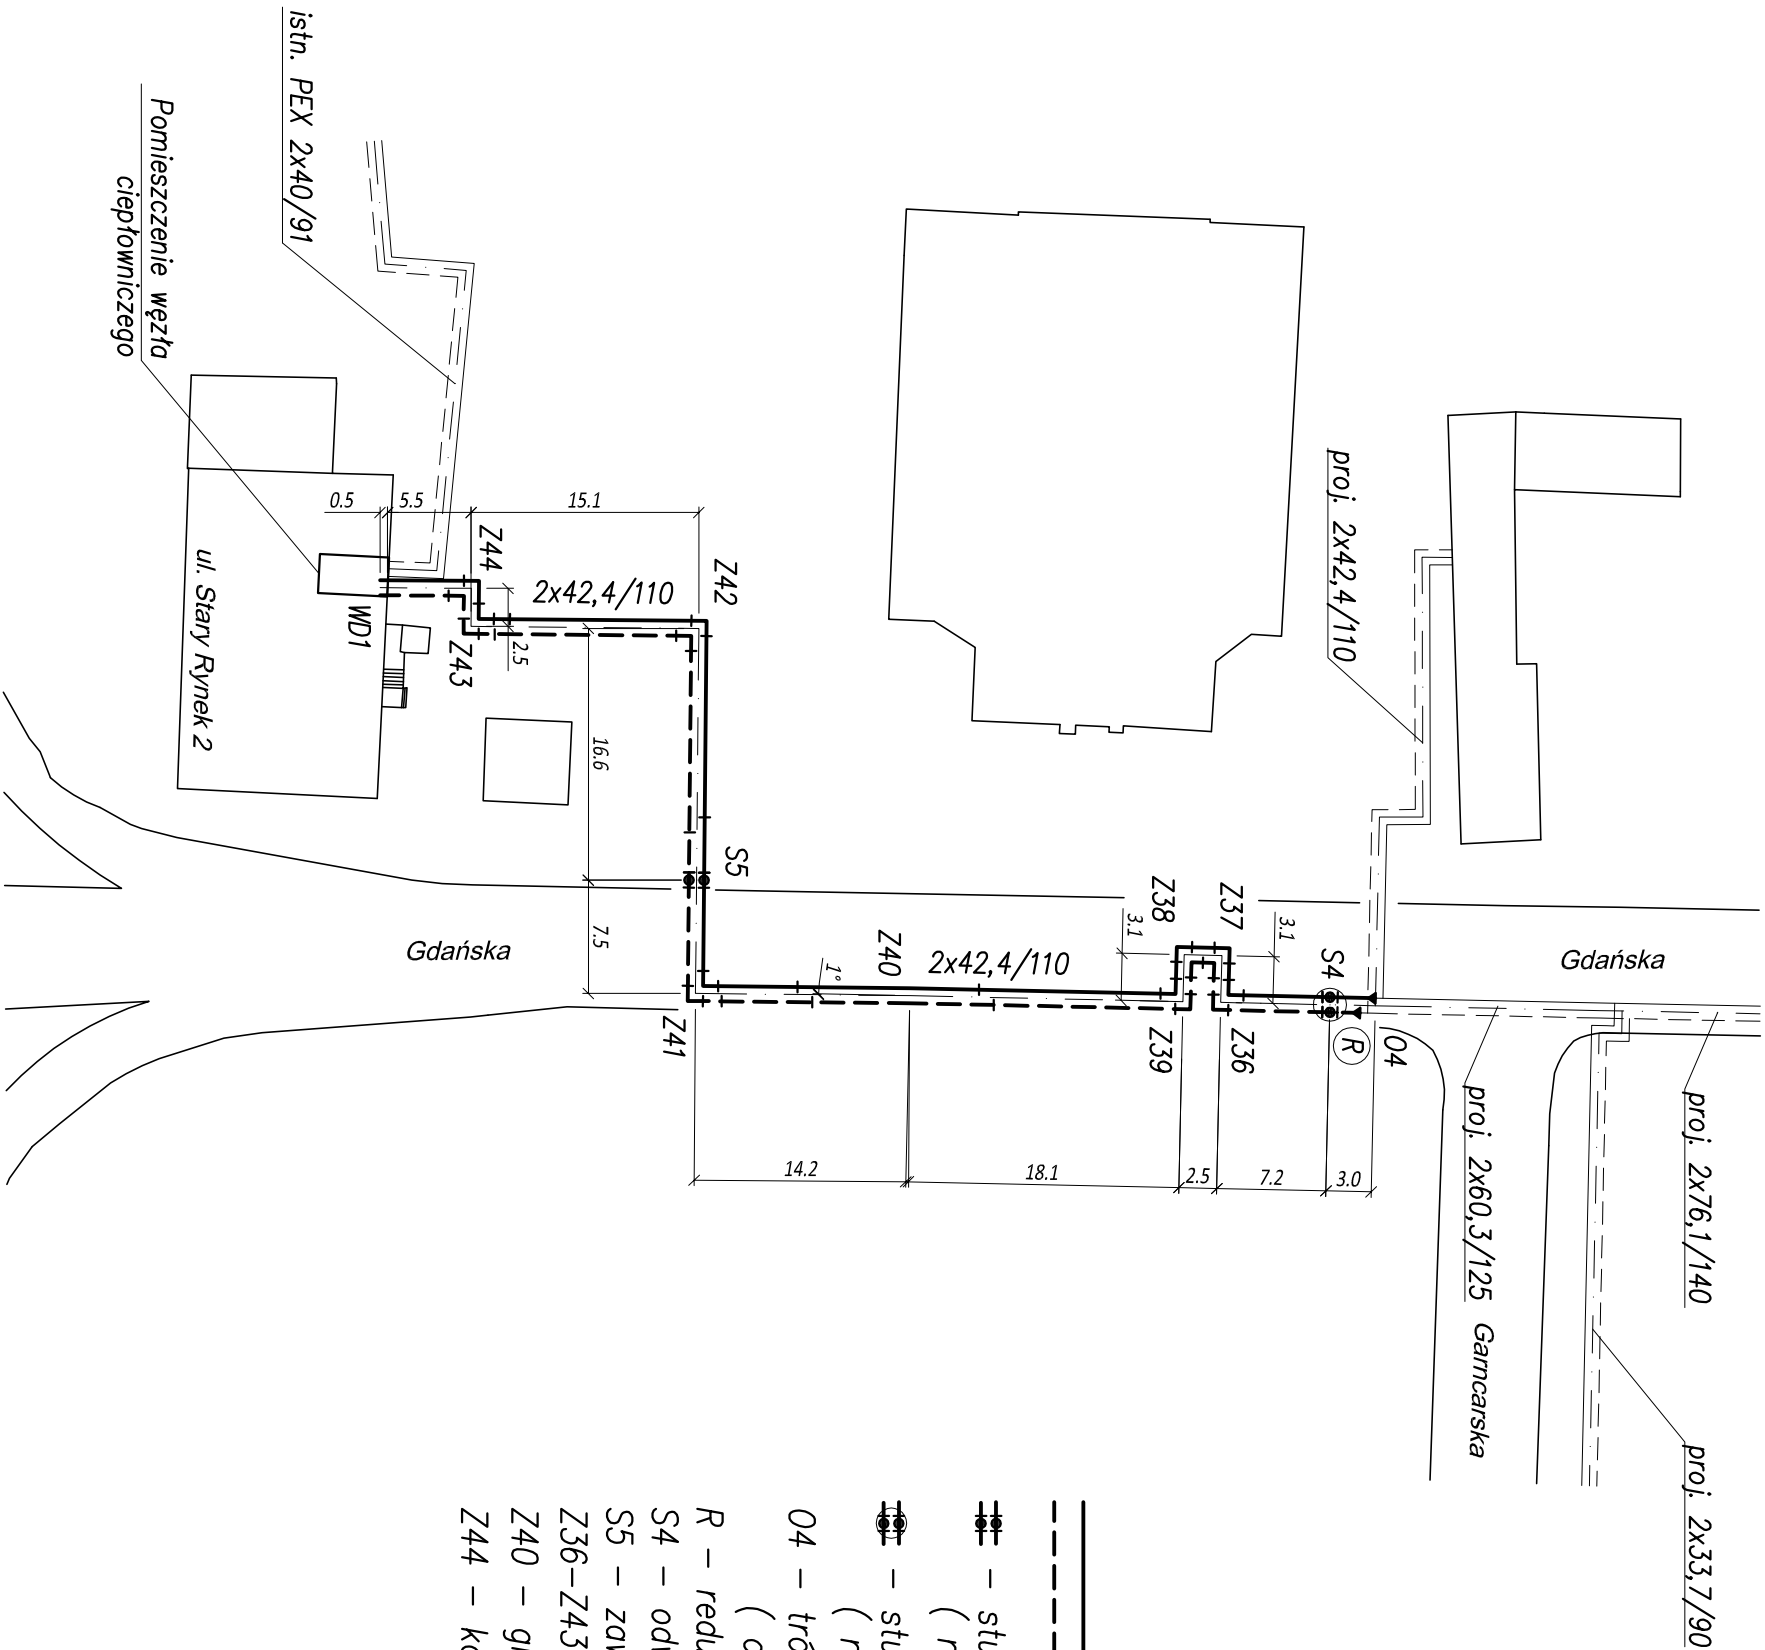 istn. PEX 2x40/91
Pomieszczenie węzła
ciepłowniczego
ul. Stary Rynek 2
WD1
0.5
5.5
15.1
Z44
Z43
2.5
2x42,4/110
Z42
16.6
7.5
S5
Gdańska
Z41
1°
Z40
2x42,4/110
Z38
3.1
Z37
3.1
Z39
Z36
S4
R
O4
14.2
18.1
2.5
7.2
3.0
proj. 2x42,4/110
Gdańska
proj. 2x60,3/125
Garncarska
proj. 2x76,1/140
proj. 2x33,7/90
O4 -
R -
S4 -
S5 -
Z36-Z43
Z40 -
Z44 -